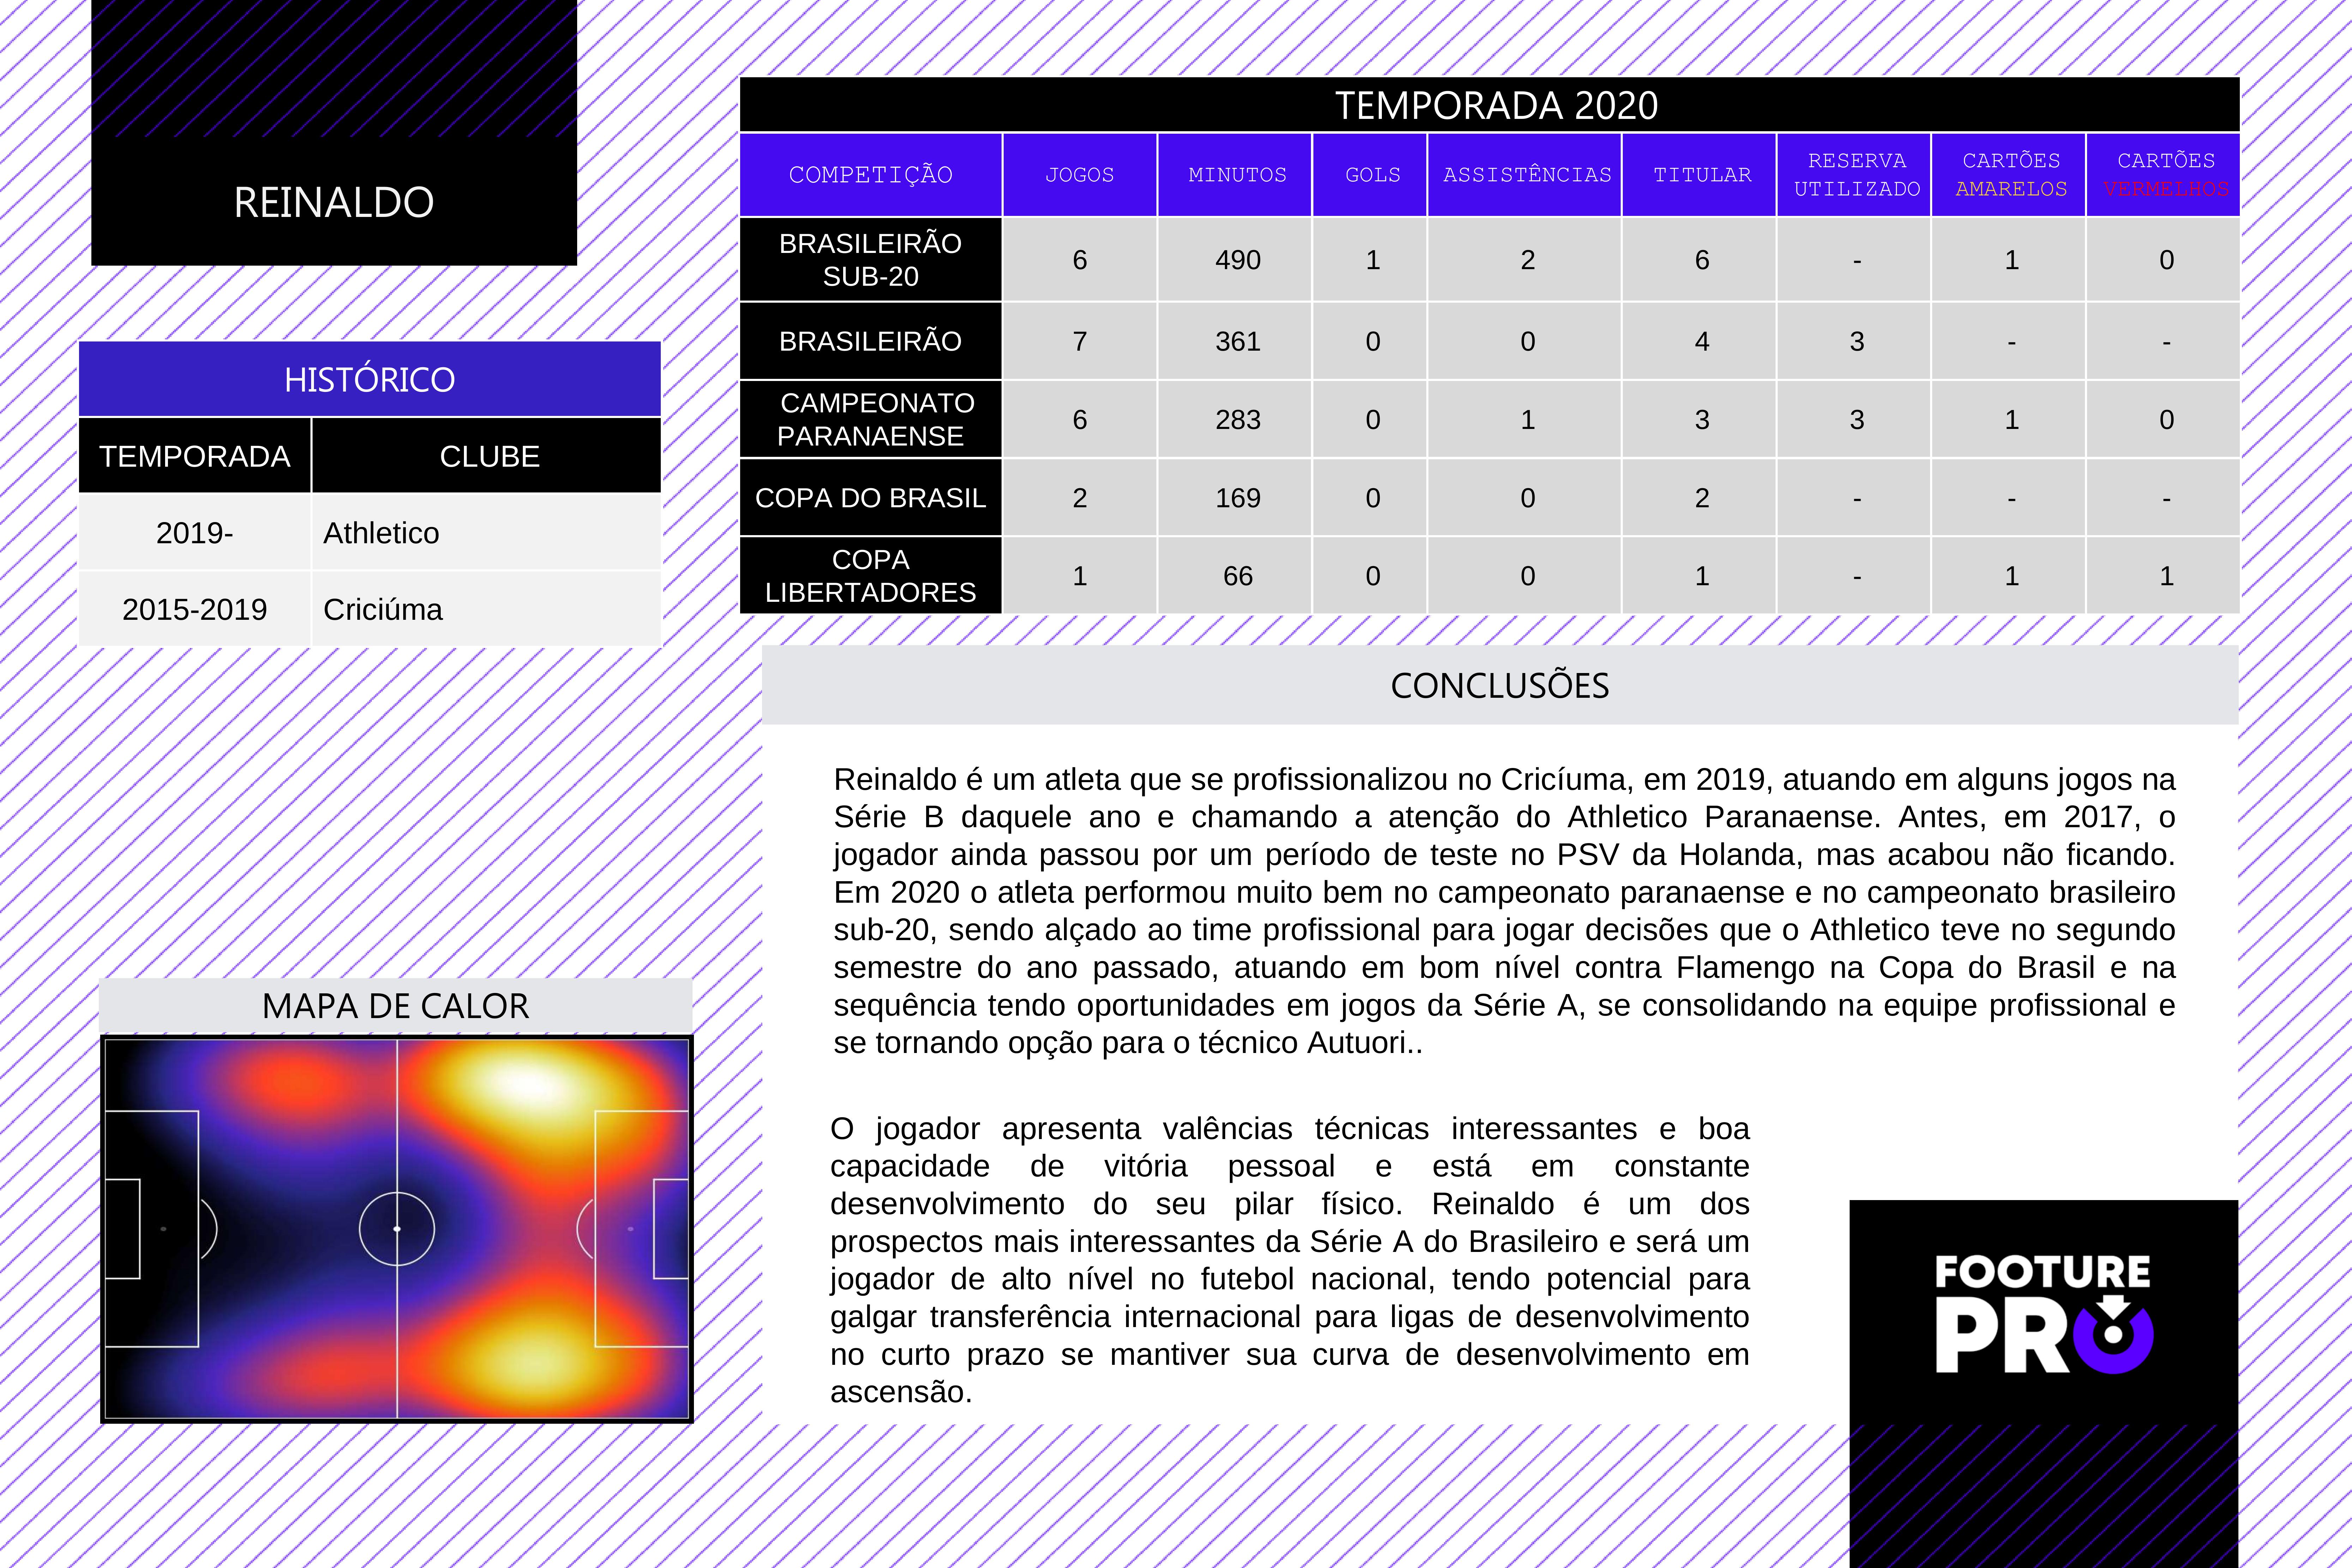 REINALDO
HISTÓRICO
TEMPORADA CLUBE
2019- Athletico
2015-2019 Criciúma
MAPA DE CALOR
TEMPORADA 2020
COMPETIÇÃO JOGOS MINUTOS GOLS ASSISTÊNCIAS TITULAR RESERVA UTILIZADO CARTÕES AMARELOS CARTÕES VERMELHOS
BRASILEIRÃO SUB-20 6 490 1 2 6 - 1 0
BRASILEIRÃO 7 361 0 0 4 3 - -
CAMPEONATO PARANAENSE 6 283 0 1 3 3 1 0
COPA DO BRASIL 2 169 0 0 2 - - -
COPA LIBERTADORES 1 66 0 0 1 - 1 1
CONCLUSÕES
Reinaldo é um atleta que se profissionalizou no Cricíuma, em 2019, atuando em alguns jogos na
Série B daquele ano e chamando a atenção do Athletico Paranaense. Antes, em 2017, o
jogador ainda passou por um período de teste no PSV da Holanda, mas acabou não ficando.
Em 2020 o atleta performou muito bem no campeonato paranaense e no campeonato brasileiro
sub-20, sendo alçado ao time profissional para jogar decisões que o Athletico teve no segundo
semestre do ano passado, atuando em bom nível contra Flamengo na Copa do Brasil e na
sequência tendo oportunidades em jogos da Série A, se consolidando na equipe profissional e
se tornando opção para o técnico Autuori..
O jogador apresenta valências técnicas interessantes e boa
capacidade de vitória pessoal e está em constante
desenvolvimento do seu pilar físico. Reinaldo é um dos
prospectos mais interessantes da Série A do Brasileiro e será um
jogador de alto nível no futebol nacional, tendo potencial para
galgar transferência internacional para ligas de desenvolvimento
no curto prazo se mantiver sua curva de desenvolvimento em
ascensão.
FOOTURE
PRO